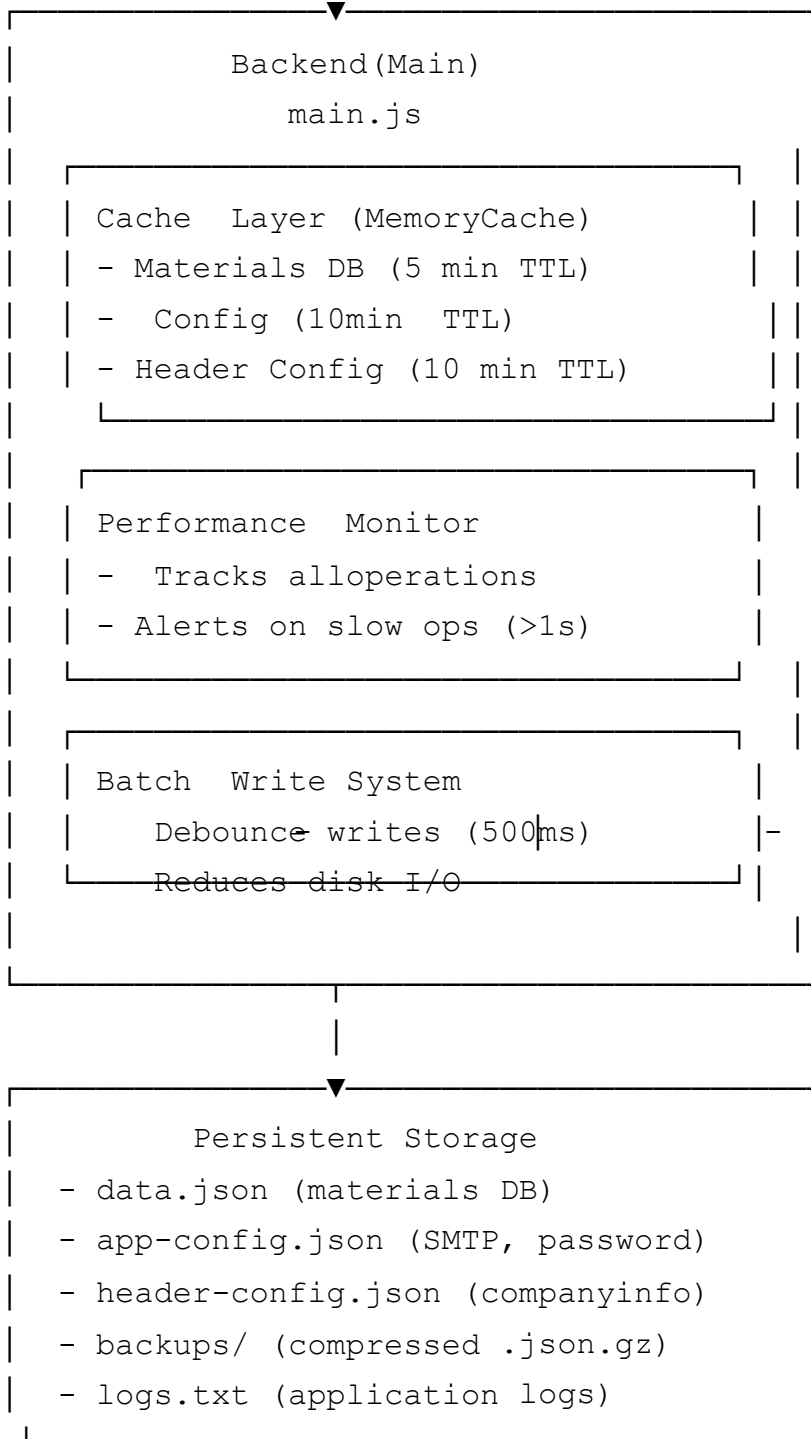 Backend(Main)
main.js
Cache Layer (MemoryCache)
- Materials DB (5 min TTL)
- Config (10min TTL)
- Header Config (10 min TTL)
Performance Monitor
- Tracks alloperations
- Alerts on slow ops (>1s)
Batch Write System
Debounce writes (500ms) -
Reduces disk I/O
Persistent Storage
- data.json (materials DB)
- app-config.json (SMTP, password)
- header-config.json (companyinfo)
- backups/ (compressed .json.gz)
- logs.txt (application logs)